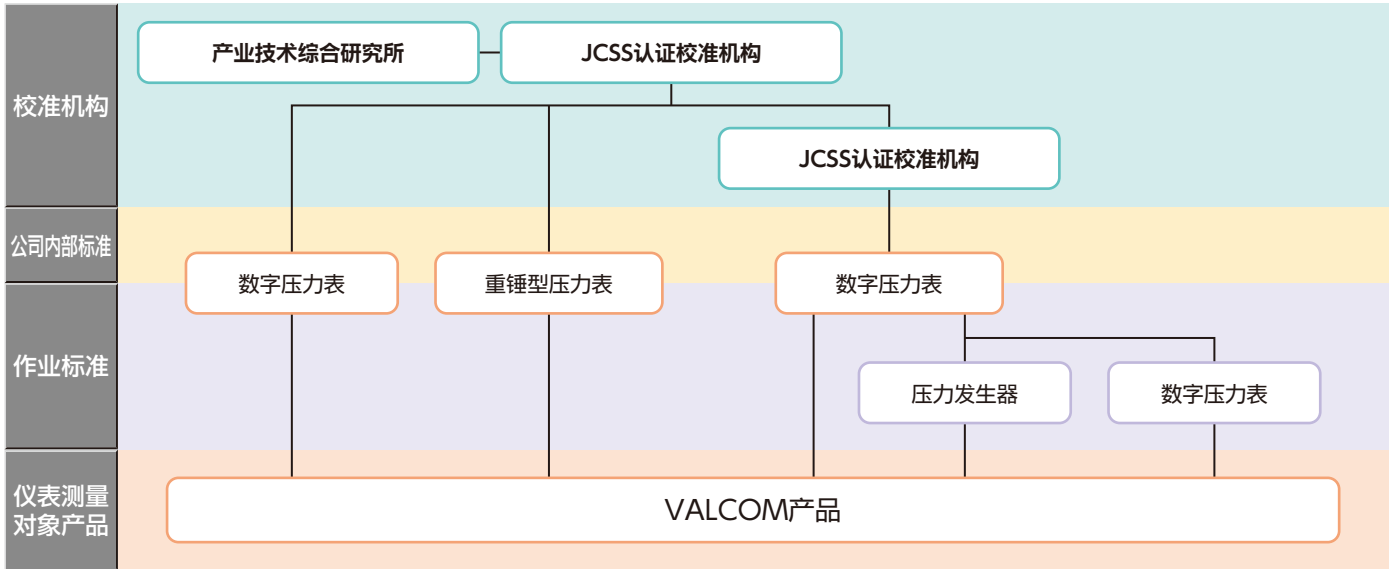 产业技术综合研究所
JCSS认证校准机构
校准机构
JCSS认证校准机构
公司内部标准
数字压力表
重锤型压力表
数字压力表
作业标准
压力发生器
数字压力表
仪表测量
对象产品
VALCOM产品